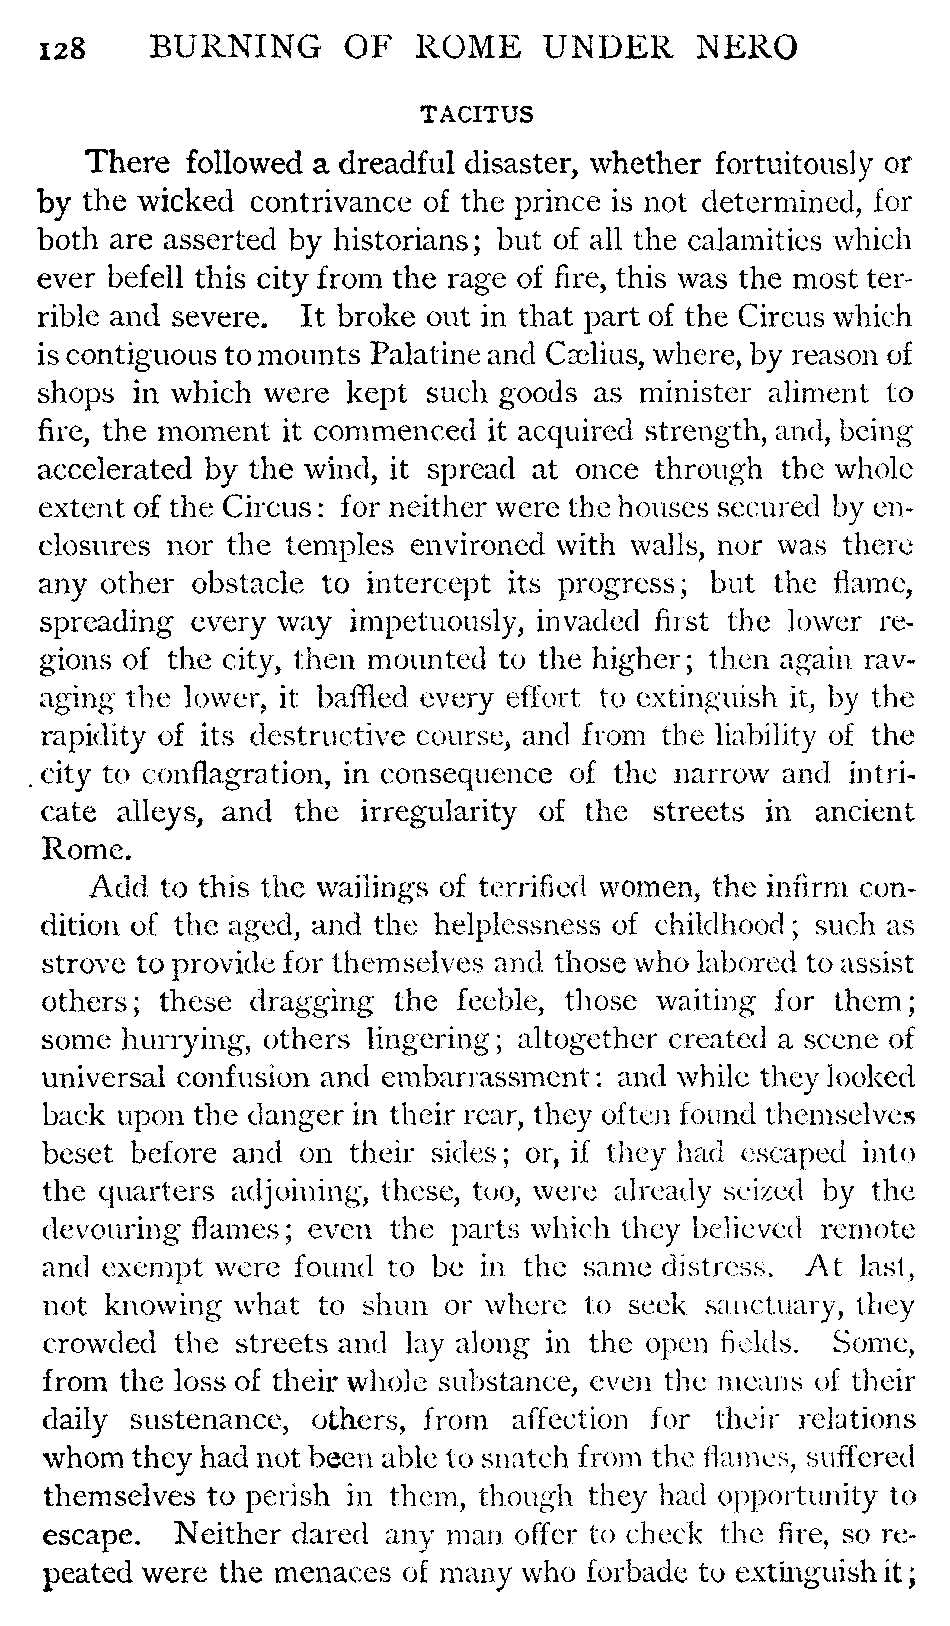 128 BURNING OF ROME UNDER NERO
TACITUS
There followed a dreadful disaster, whether fortuitously or
by the wicked contrivance of the prince is not determined, for
both are asserted by historians; but of all the calamities which
ever befell this city from the rage of fire, this was the most ter-
rible and severe. It broke out in that part of the Circus which
is contiguous to mounts Palatine and Cælius, where, by reason of
shops in which were kept such goods as minister aliment to
fire, the moment it commenced it acquired strength, and, being
accelerated by the wind, it spread at once through the whole
extent of the Circus: for neither were the houses secured by en-
closures nor the temples environed with walls, nor was there
any other obstacle to intercept its progress; but the flame,
spreading every way impetuously, invaded first the lower re-
gions of the city, then mounted to the higher; then again rav-
aging the lower, it baffled every effort to extinguish it, by the
rapidity of its destructive course, and from the liability of the
city to conflagration, in consequence of the narrow and intri-
cate alleys, and the irregularity of the streets in ancient
Rome.
Add to this the wailings of terrified women, the infirm con-
dition of the aged, and the helplessness of childhood; such as
strove to provide for themselves and those who labored to assist
others; these dragging the feeble, those waiting for them;
some hurrying, others lingering; altogether created a scene of
universal confusion and embarrassment: and while they looked
back upon the danger in their rear, they often found themselves
beset before and on their sides; or, if they had escaped into
the quarters adjoining, these, too, were already seized by the
devouring flames; even the parts which they believed remote
and exempt were found to be in the same distress. At last,
not knowing what to shun or where to seek sanctuary, they
crowded the streets and lay along in the open fields. Some,
from the loss of their whole substance, even the means of their
daily sustenance, others, from affection for their relations
whom they had not been able to snatch from the flames, suffered
themselves to perish in them, though they had opportunity to
escape. Neither dared any man offer to check the fire, so re-
peated were the menaces of many who forbade to extinguish it;